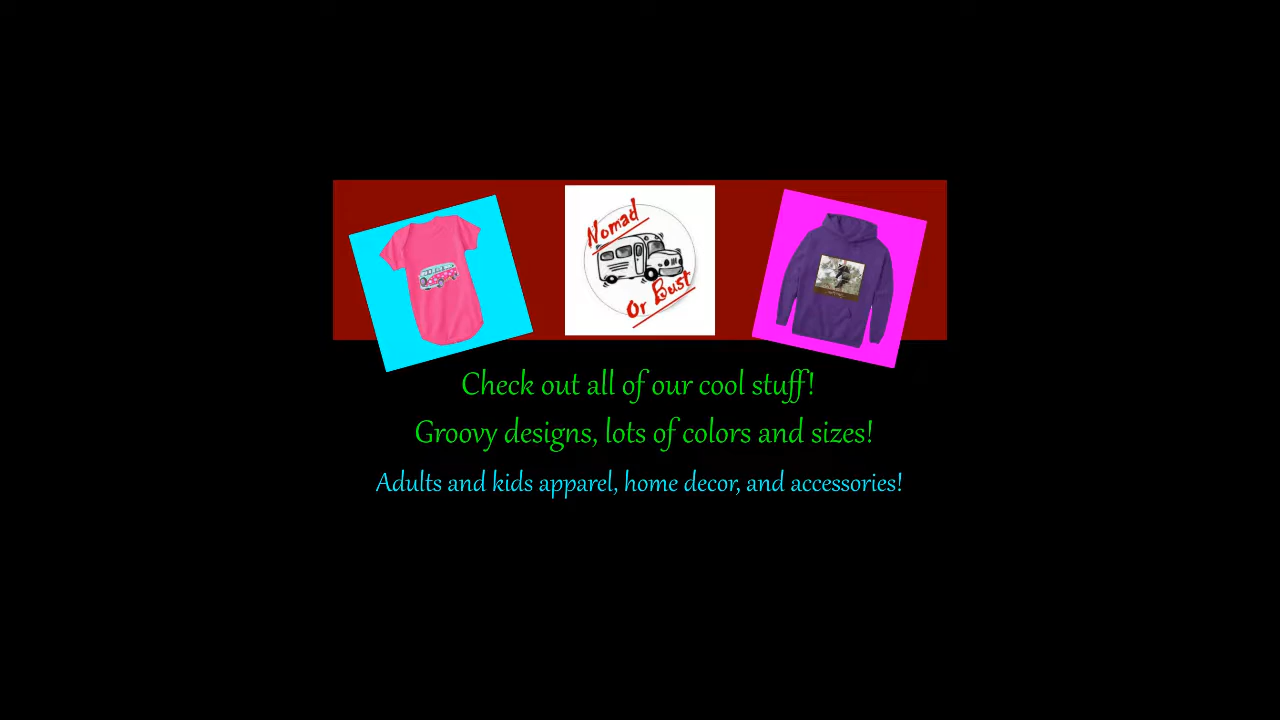 Nomad
Or Bust
Check out all of our cool stuff!
Groovy designs, lots of colors and sizes!
Adults and kids apparel, home decor, and accessories!